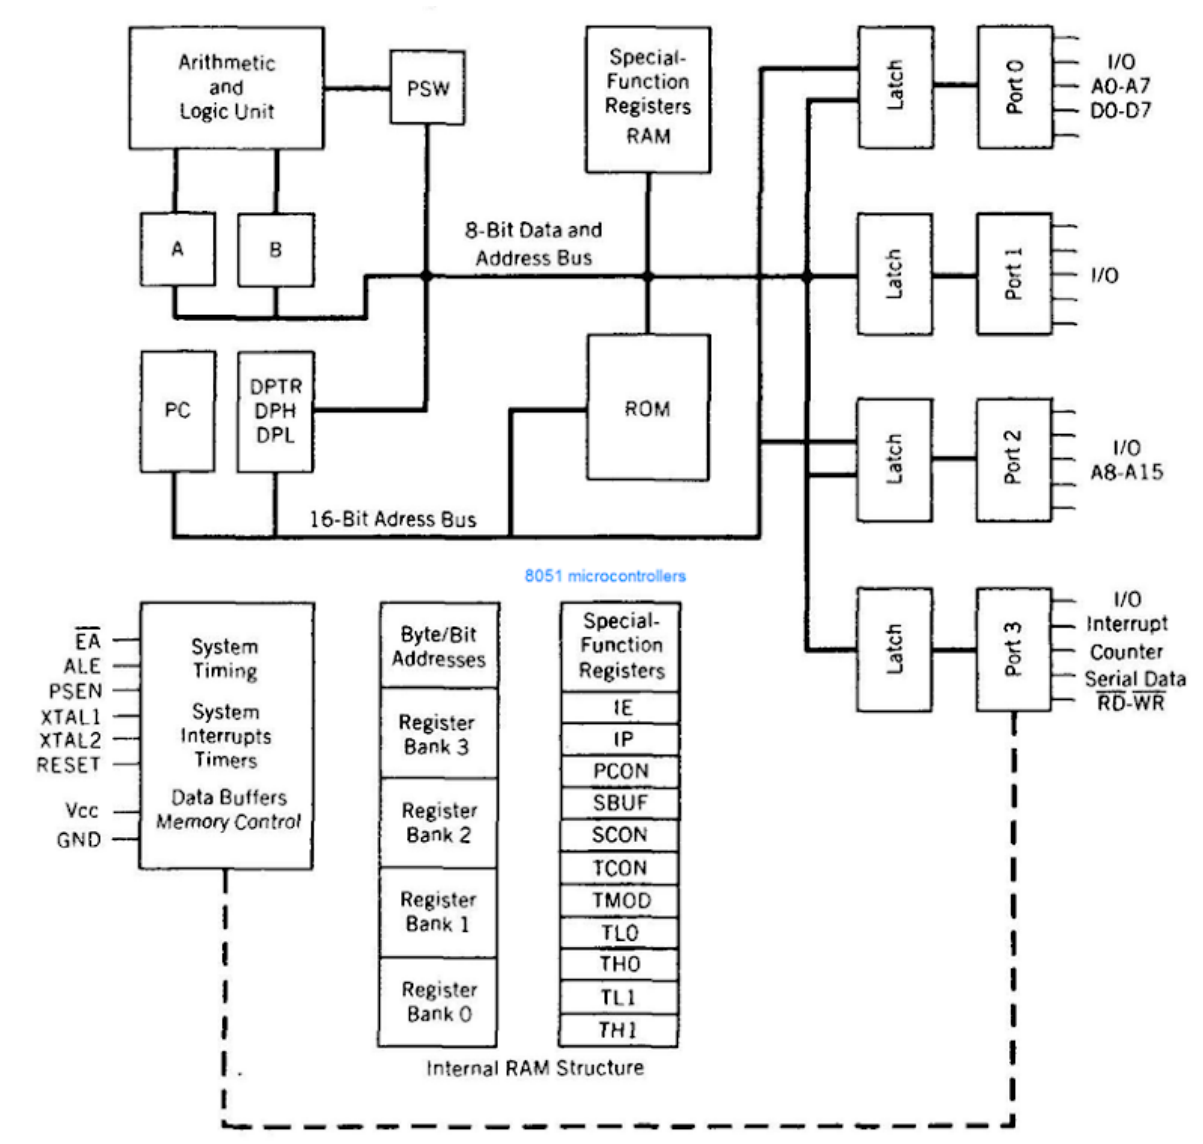 Arithmetic
and
Logic Unit
PSW
A
B
Special-
Function
Registers
RAM
8-Bit Data and
Address Bus
PC
DPTR
DPH
DPL
ROM
16-Bit Adress Bus
Latch
Port 0
I/O
A0-A7
D0-D7
Latch
Port 1
I/O
Latch
Port 2
I/O
A8-A15
Latch
Port 3
I/O
Interrupt
Counter
Serial Data
R̅D̅-W̅R̅
8051 microcontrollers
E̅A̅
ALE
PSEN
XTAL1
XTAL2
RESET
Vcc
GND
System
Timing
System
Interrupts
Timers
Data Buffers
Memory Control
Byte/Bit
Addresses
Register
Bank 3
Register
Bank 2
Register
Bank 1
Register
Bank 0
Special-
Function
Registers
IE
IP
PCON
SBUF
SCON
TCON
TMOD
TL0
TH0
TL1
TH1
Internal RAM Structure